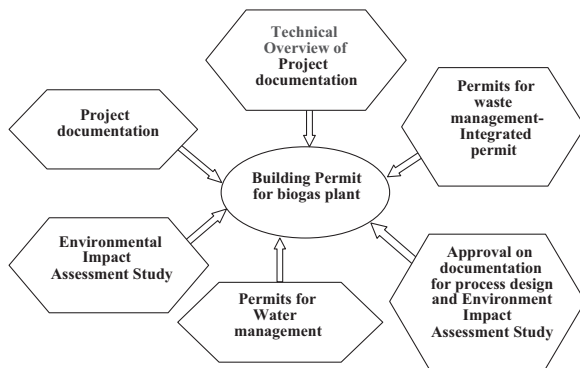 Technical
Overview of
Project
documentation
Permits for
waste
management-
Integrated
permit
Project
documentation
Building Permit
for biogas plant
Environmental
Impact
Assessment Study
Permits for
Water
management
Approval on
documentation
for process design
and Environment
Impact
Assessment Study